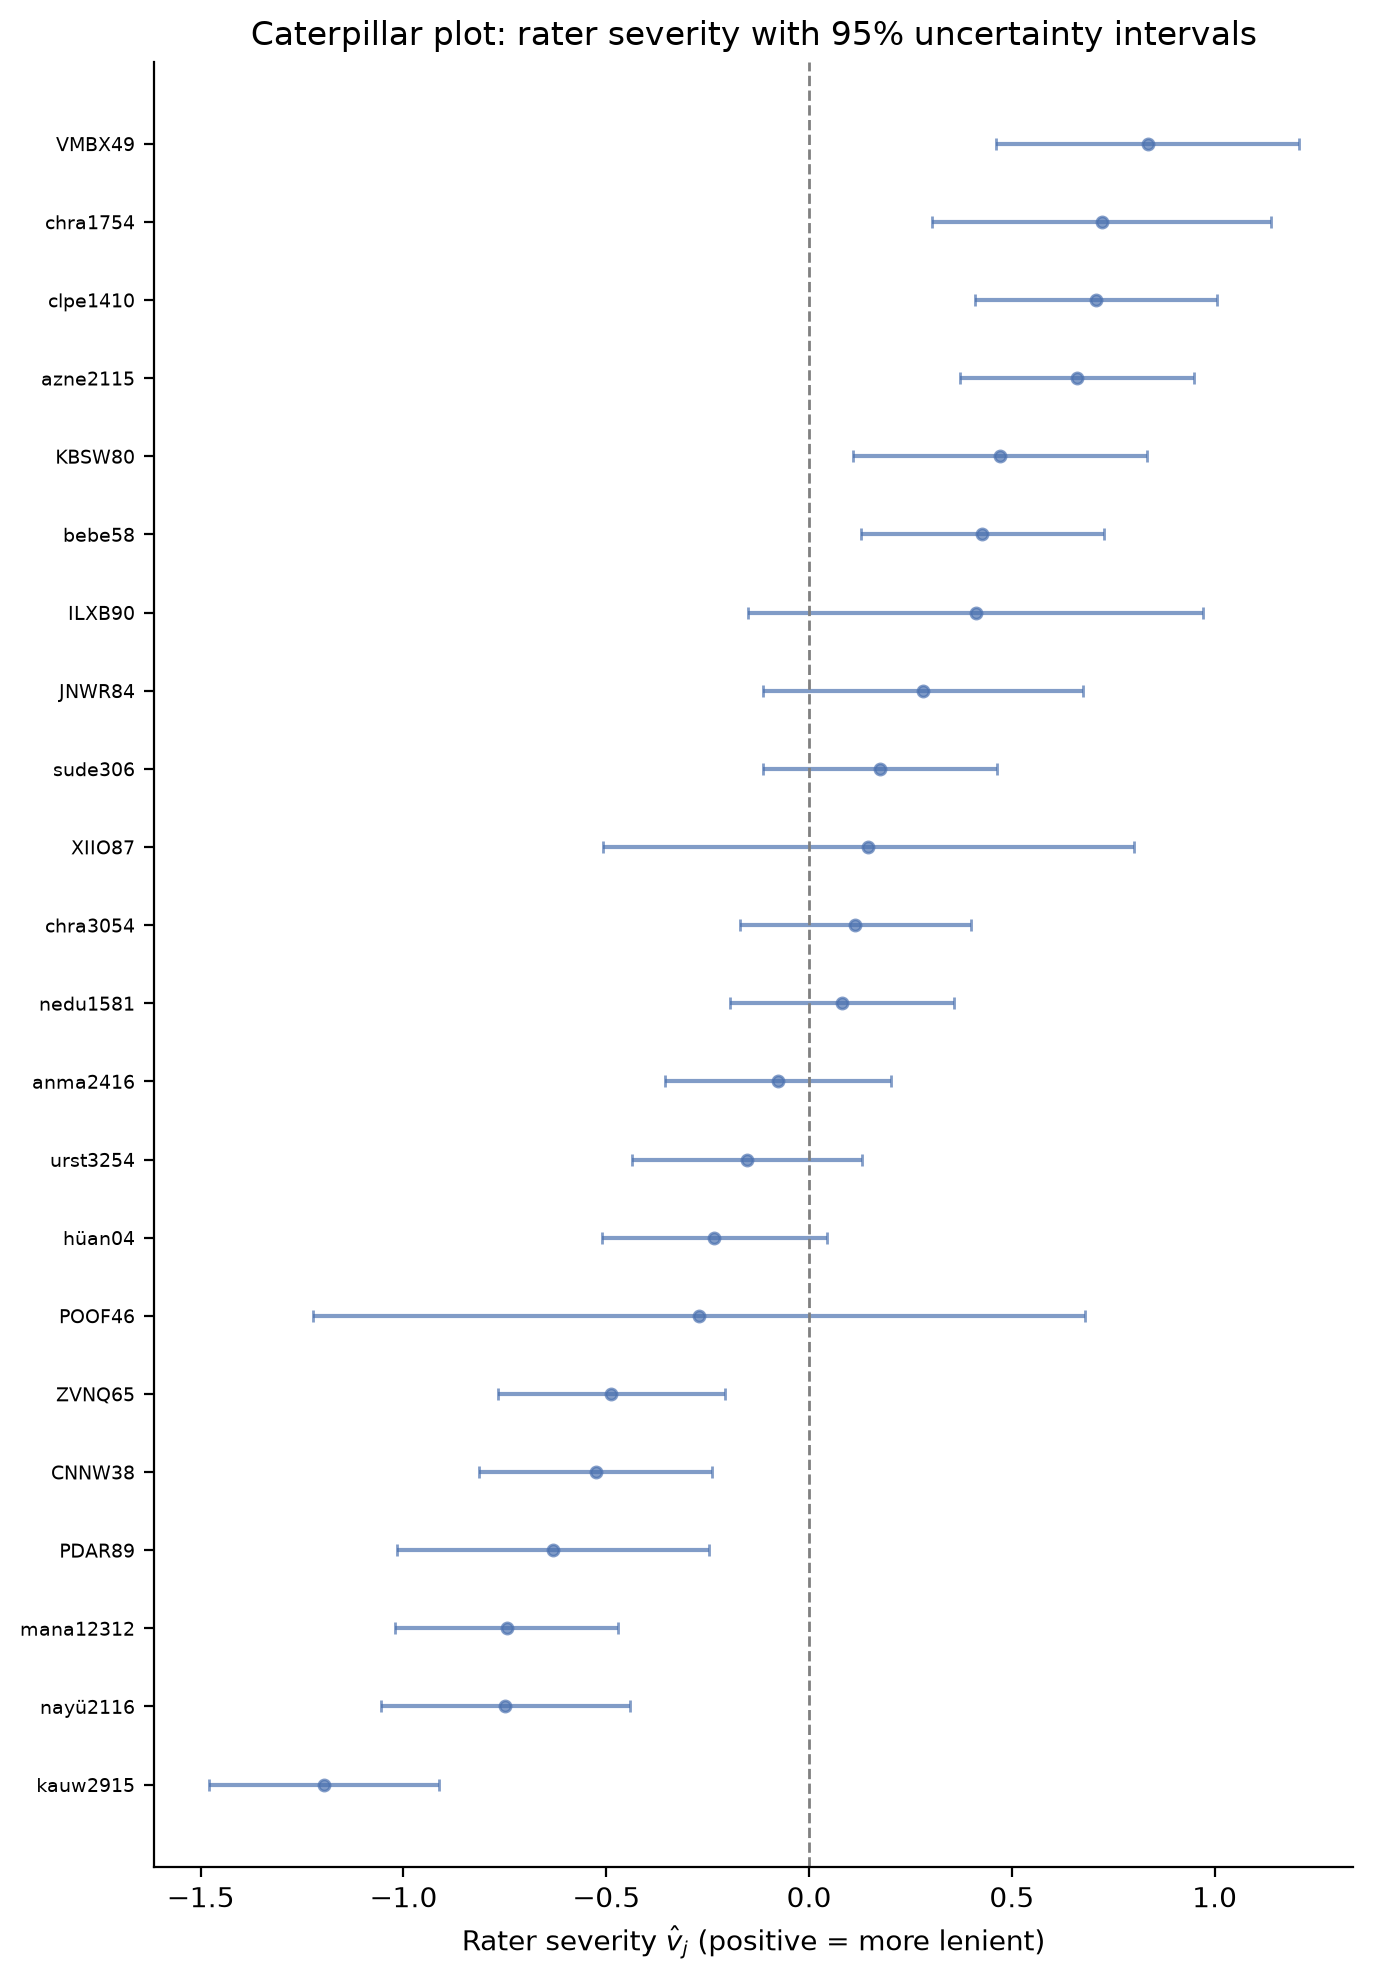 Caterpillar plot: rater severity with 95% uncertainty intervals
VMBX49
chra1754
clpe1410
azne2115
KBSW80
bebe58
ILXB90
JNWR84
sude306
XIIO87
chra3054
nedu1581
anma2416
urst3254
hüan04
POOF46
ZVNQ65
CNNW38
PDAR89
mana12312
nayü2116
kauw2915
−1.5 −1.0 −0.5 0.0 0.5 1.0
Rater severity v̂ⱼ (positive = more lenient)